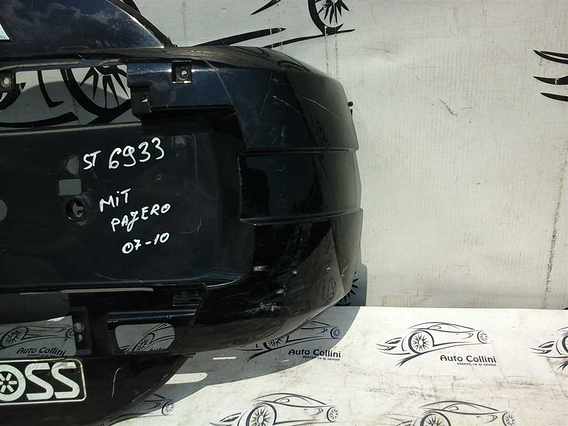 ST 6933
MIT
PAJERO
07-10
OSS
Auto Collini
Auto Collini
Auto Collini
Auto Collini